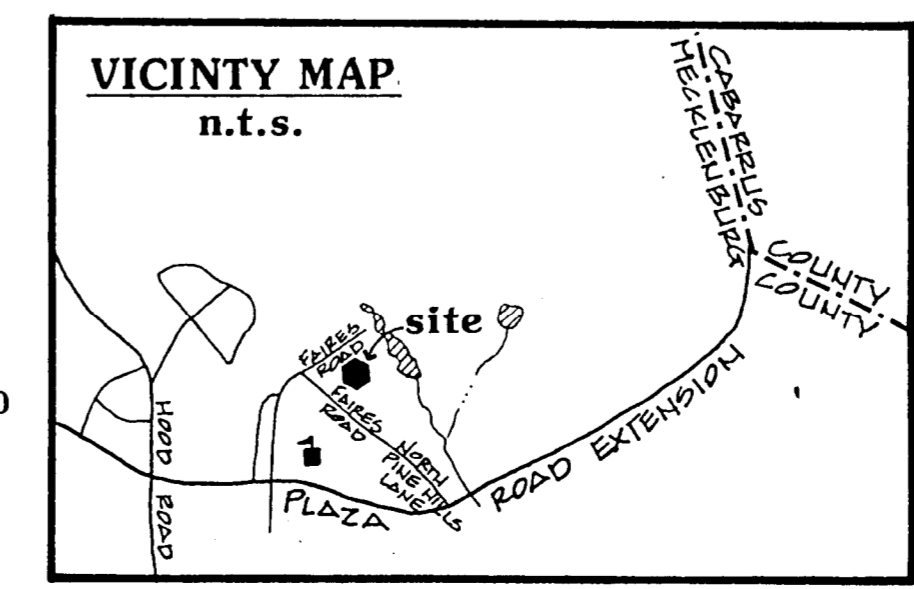 VICINTY MAP
n.t.s.
CABARRUS
MECKLENBURG
COUNTY
COUNTY
site
FAIRES
ROAD
FAIRES
ROAD
HOOD ROAD
NORTH
PINE HILLS
LANE
PLAZA ROAD EXTENSION
0